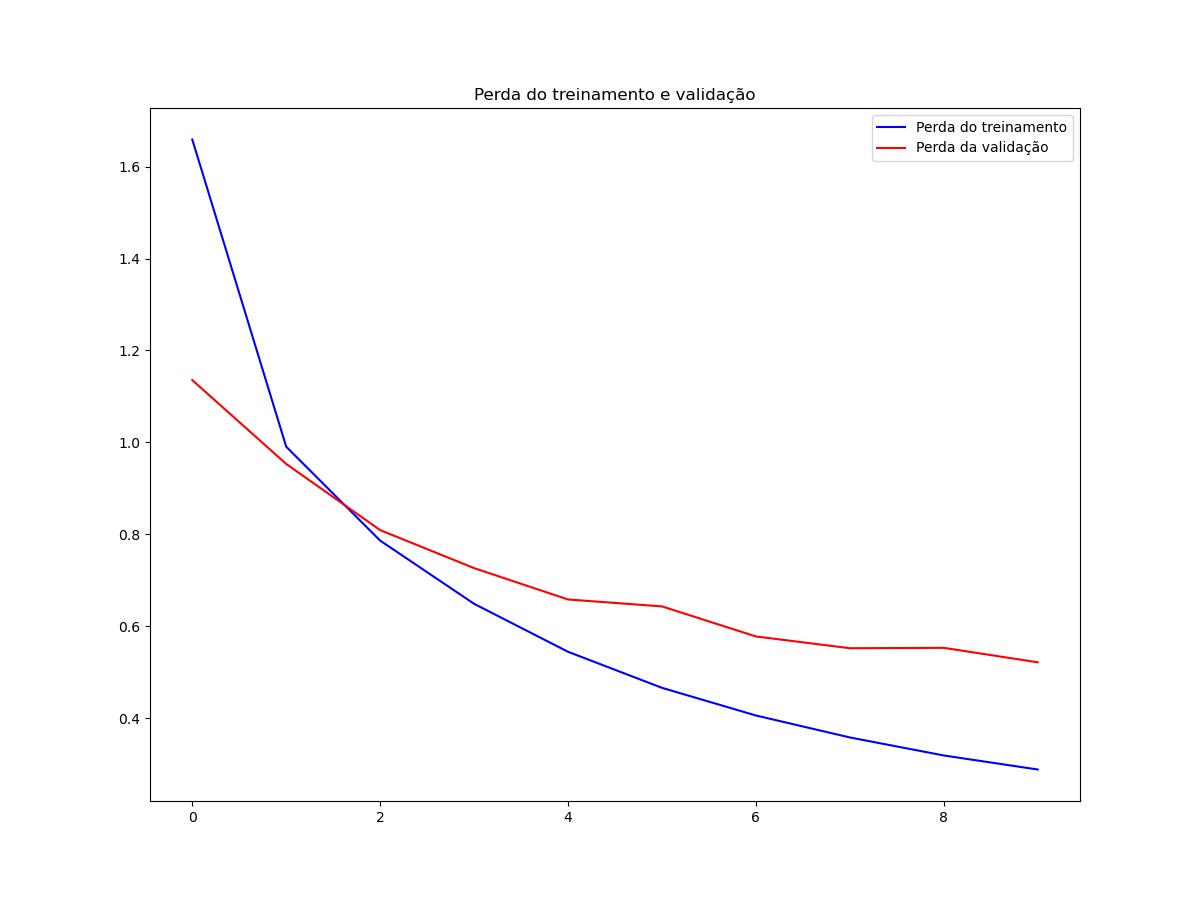 Perda do treinamento e validação
Perda do treinamento
Perda da validação
1.6
1.4
1.2
1.0
0.8
0.6
0.4
0 2 4 6 8